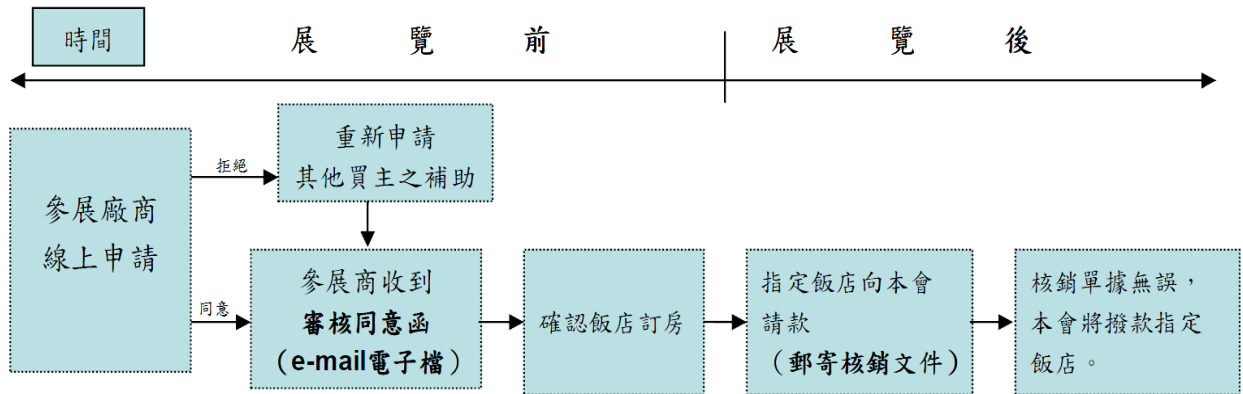 時間
展覽前
展覽後
參展廠商
線上申請
拒絕
重新申請
其他買主之補助
同意
參展商收到
審核同意函
（e-mail電子檔）
確認飯店訂房
指定飯店向本會
請款
（郵寄核銷文件）
核銷單據無誤，
本會將撥款指定
飯店。